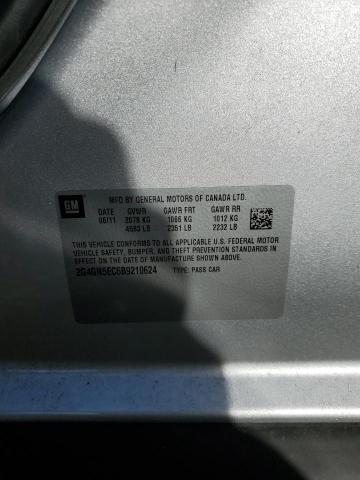 GM
MFD BY GENERAL MOTORS OF CANADA LTD.
DATE GVWR GAWR FRT GAWR RR
06/11 2078 KG 1066 KG 1012 KG
4583 LB 2351 LB 2232 LB
THIS VEHICLE CONFORMS TO ALL APPLICABLE U.S. FEDERAL MOTOR
VEHICLE SAFETY, BUMPER, AND THEFT PREVENTION STANDARDS
IN EFFECT ON THE DATE OF MANUFACTURE SHOWN ABOVE.
2G4GN5EC6B9210624 TYPE: PASS CAR